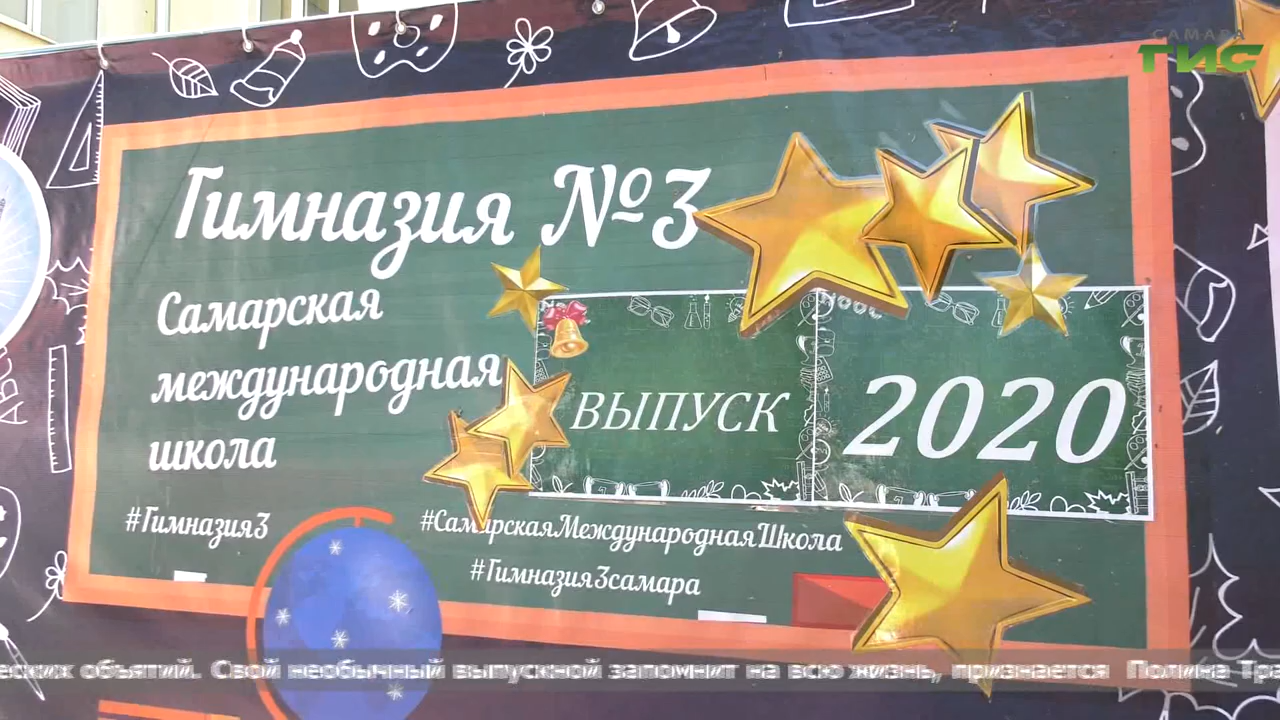 САМАРА
ГИС
Гимназия №3
Самарская
международная
школа
ВЫПУСК
2020
#Гимназия3
#СамарскаяМеждународнаяШкола
#Гимназия3самара
объятий. Свой необычный выпускной запомнит на всю жизнь, признается Полина
ABC